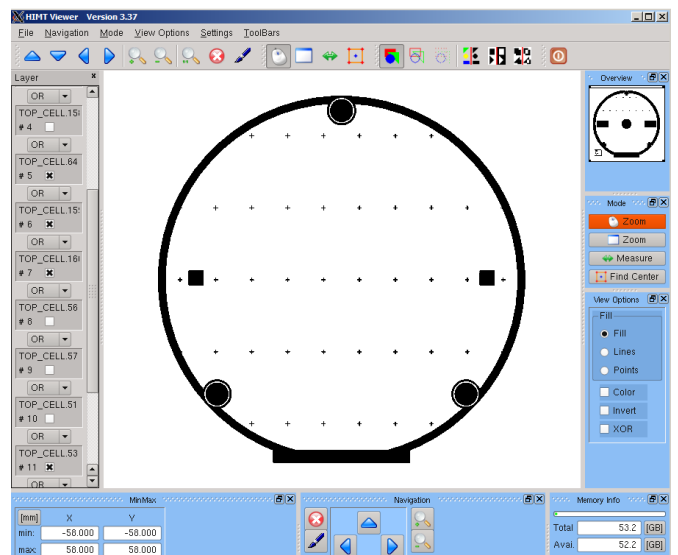 HIMT Viewer Version 3.37
File Navigation Mode View Options Settings ToolBars
Layer
OR
TOP_CELL.15
# 4
OR
TOP_CELL.64
# 5
OR
TOP_CELL.15
# 6
OR
TOP_CELL.16
# 7
OR
TOP_CELL.56
# 8
OR
TOP_CELL.57
# 9
OR
TOP_CELL.51
# 10
OR
TOP_CELL.53
# 11
OR
Overview
Mode
Zoom
Zoom
Measure
Find Center
View Options
Fill
Fill
Lines
Points
Color
Invert
XOR
MinMax
[mm] X Y
min: -58.000 -58.000
max: 58.000 58.000
Navigation
Memory Info
Total 53.2 [GB]
Avai. 52.2 [GB]